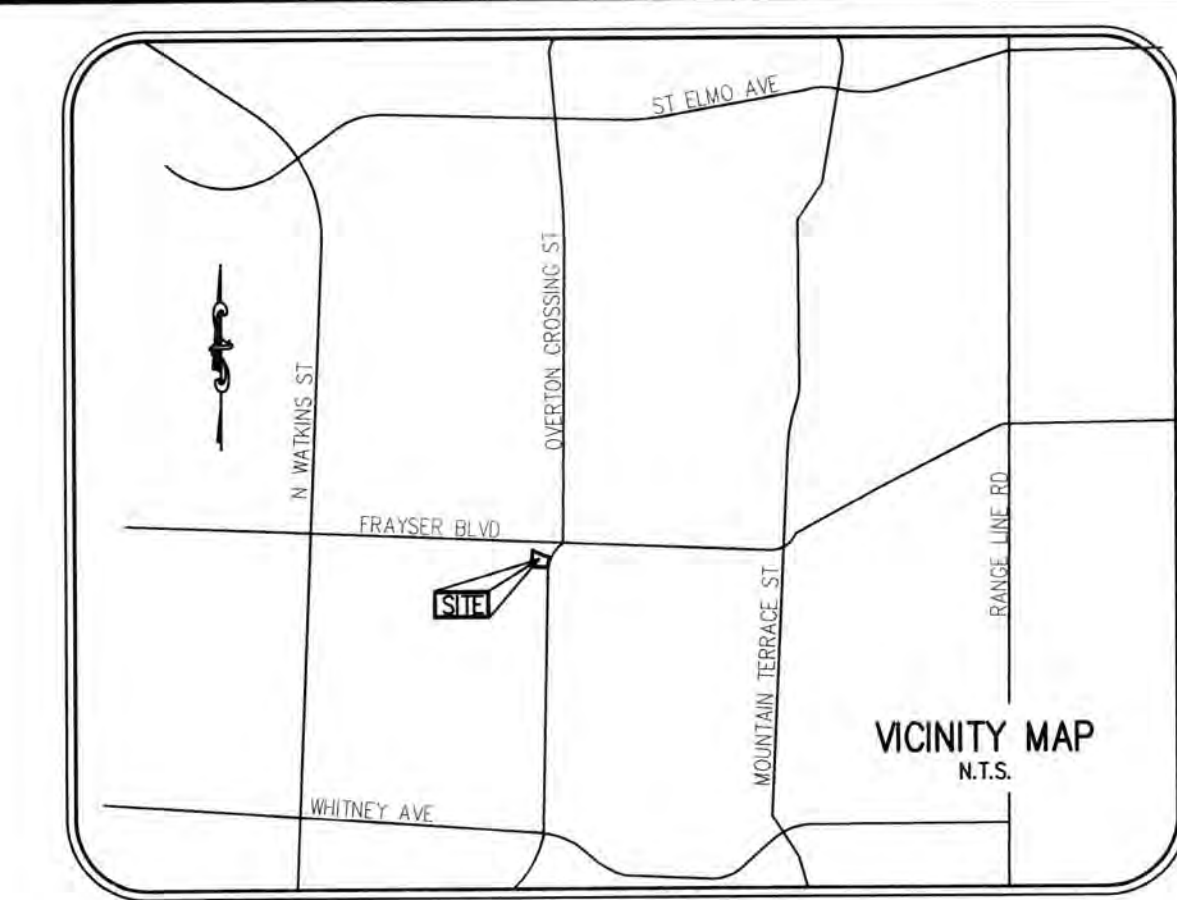 ST ELMO AVE
OVERTON CROSSING ST
N WATKINS ST
FRAYSER BLVD
SITE
MOUNTAIN TERRACE ST
RANGE LINE RD
VICINITY MAP
N.T.S.
WHITNEY AVE